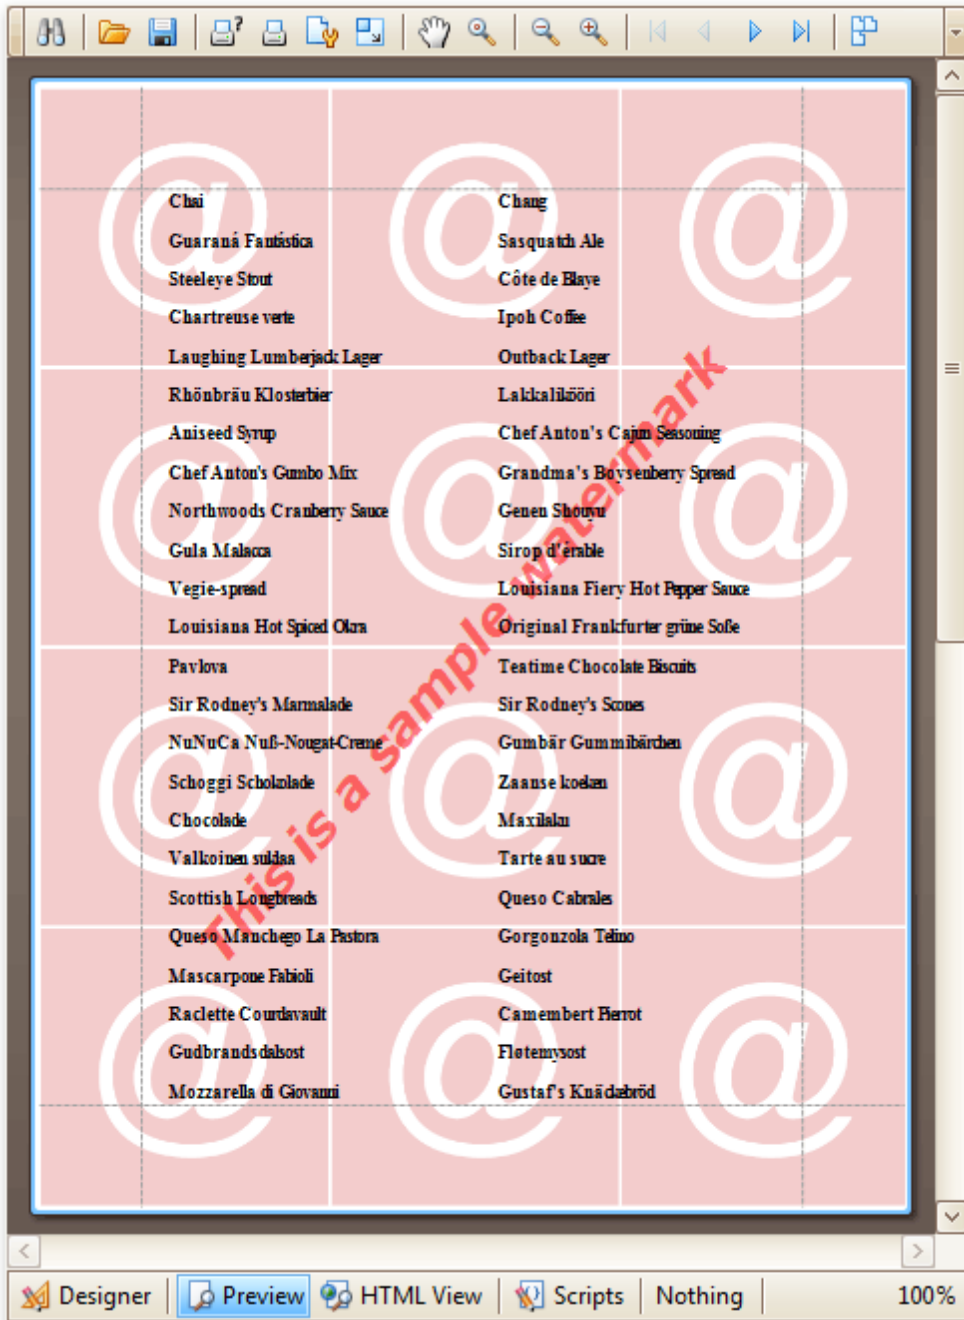 Chai Chang
Guaraná Fantástica Sasquatch Ale
Steeleye Stout Côte de Blaye
Chartreuse verte Ipoh Coffee
Laughing Lumberjack Lager Outback Lager
Rhönbräu Klosterbier Lakkalikööri
Aniseed Syrup Chef Anton's Cajun Seasoning
Chef Anton's Gumbo Mix Grandma's Boysenberry Spread
Northwoods Cranberry Sauce Genen Shouyu
Gula Malacca Sirop d'érable
Vegie-spread Louisiana Fiery Hot Pepper Sauce
Louisiana Hot Spiced Okra Original Frankfurter grüne Soße
Pavlova Teatime Chocolate Biscuits
Sir Rodney's Marmalade Sir Rodney's Scones
NuNuCa Nuß-Nougat-Creme Gumbär Gummibärchen
Schoggi Schokolade Zaanse koeken
Chocolade Maxilaku
Valkoinen suklaa Tarte au sucre
Scottish Longbreads Queso Cabrales
Queso Manchego La Pastora Gorgonzola Telino
Mascarpone Fabioli Geitost
Raclette Courdavault Camembert Pierrot
Gudbrandsdalsost Fløtemysost
Mozzarella di Giovanni Gustaf's Knäckebröd
This is a sample watermark
@ @ @
@ @ @
@ @ @
@ @ @
Designer Preview HTML View Scripts Nothing 100%